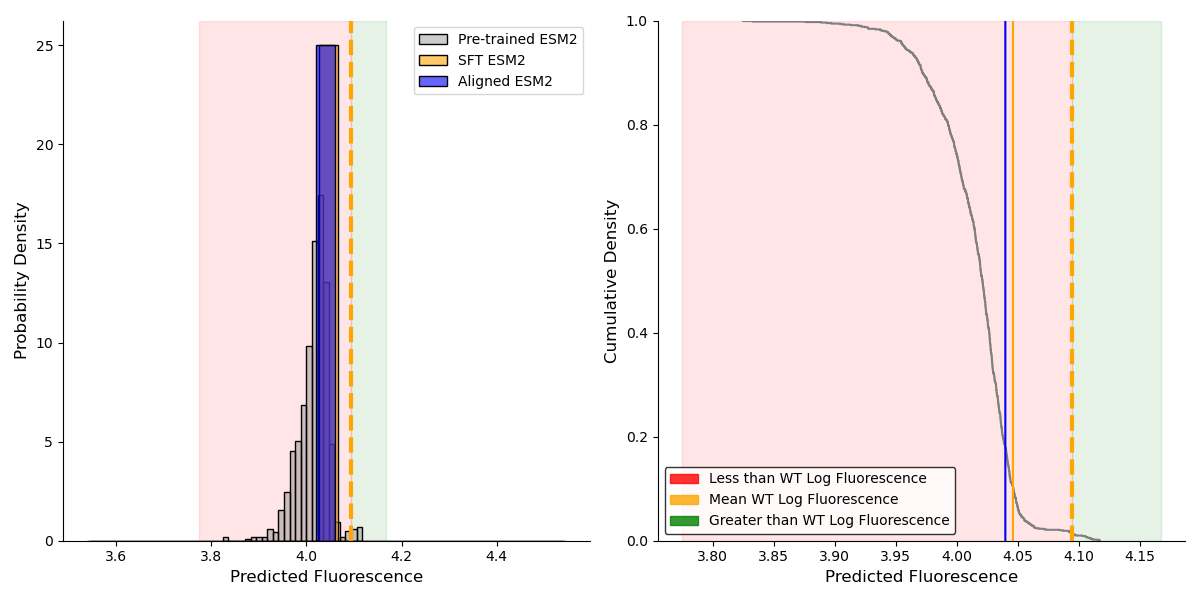 Probability Density
25
20
15
10
5
0
3.6
3.8
4.0
4.2
4.4
Predicted Fluorescence
Pre-trained ESM2
SFT ESM2
Aligned ESM2
Cumulative Density
1.0
0.8
0.6
0.4
0.2
0.0
3.80
3.85
3.90
3.95
4.00
4.05
4.10
4.15
Predicted Fluorescence
Less than WT Log Fluorescence
Mean WT Log Fluorescence
Greater than WT Log Fluorescence